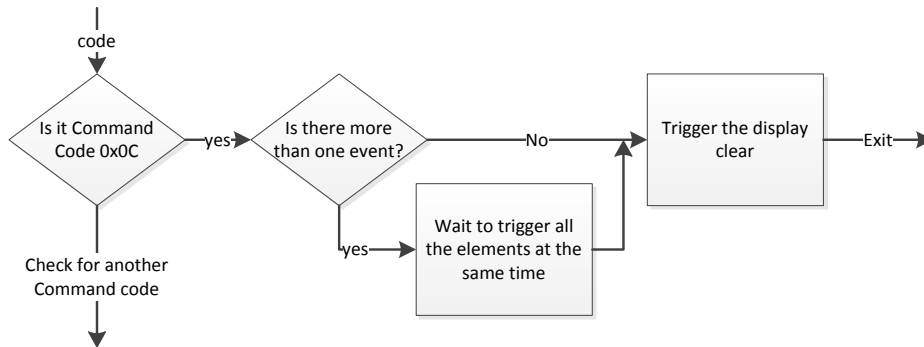 code
Is it Command
Code 0x0C
yes
Is there more
than one event?
No
Trigger the display
clear
Exit
yes
Wait to trigger all
the elements at the
same time
Check for another
Command code